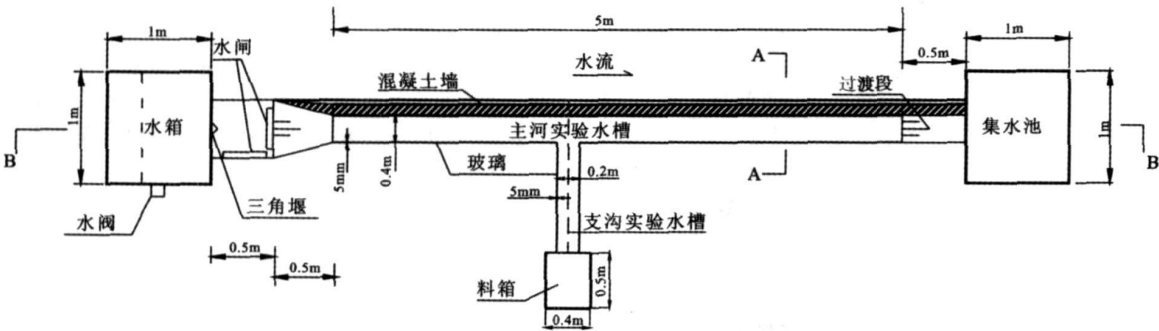 5m
1m
水闸
水流
A
0.5m
1m
混凝土墙
过渡段
1m
水箱
主河实验水槽
集水池
1m
B
B
5mm
0.4m
玻璃
0.2m
A
5mm
三角堰
水阀
支沟实验水槽
0.5m
0.5m
料箱
0.5m
0.4m